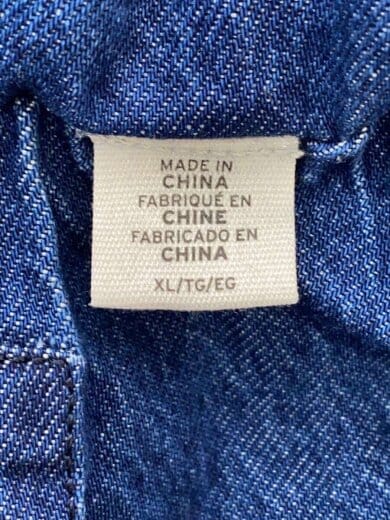 MADE IN
CHINA
FABRIQUÉ EN
CHINE
FABRICADO EN
CHINA
XL/TG/EG